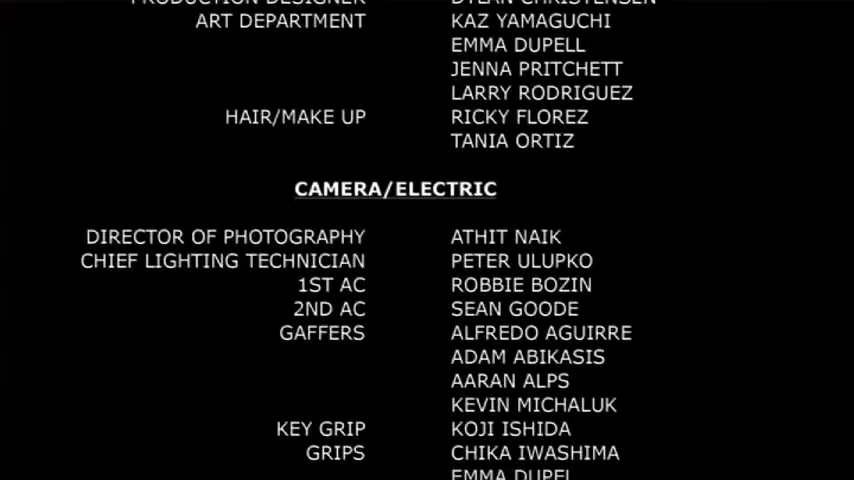 PRODUCTION DESIGNER DYLAN CHRISTENSEN
ART DEPARTMENT KAZ YAMAGUCHI
EMMA DUPELL
JENNA PRITCHETT
LARRY RODRIGUEZ
HAIR/MAKE UP RICKY FLOREZ
TANIA ORTIZ
CAMERA/ELECTRIC
DIRECTOR OF PHOTOGRAPHY ATHIT NAIK
CHIEF LIGHTING TECHNICIAN PETER ULUPKO
1ST AC ROBBIE BOZIN
2ND AC SEAN GOODE
GAFFERS ALFREDO AGUIRRE
ADAM ABIKASIS
AARAN ALPS
KEVIN MICHALUK
KEY GRIP KOJI ISHIDA
GRIPS CHIKA IWASHIMA
EMMA DUPEL